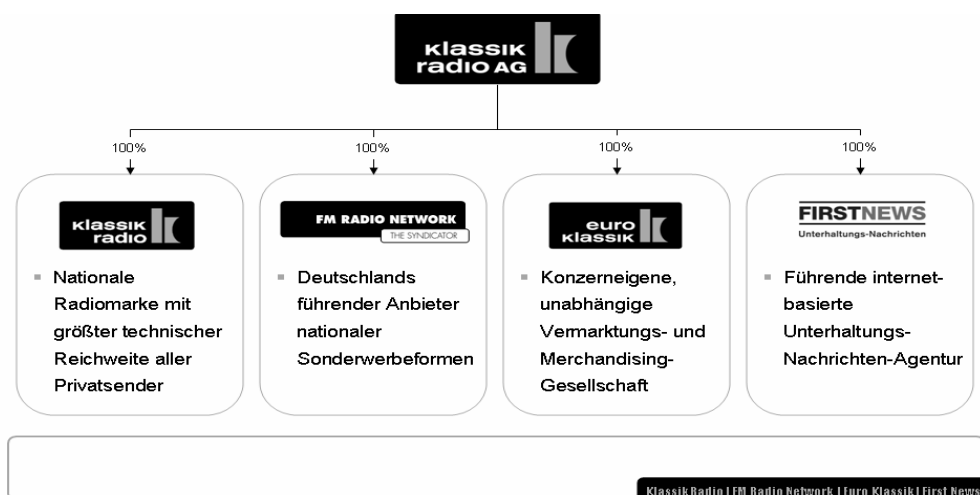 Klassik
radio AG
100%
100%
100%
100%
klassik
radio
Nationale
Radiomarke mit
größter technischer
Reichweite aller
Privatsender
FM RADIO NETWORK
THE SYNDICATOR
Deutschlands
führender Anbieter
nationaler
Sonderwerbeformen
euro
klassik
Konzerneigene,
unabhängige
Vermarktungs- und
Merchandising-
Gesellschaft
FIRSTNEWS
Unterhaltungs-Nachrichten
Führende internet-
basierte
Unterhaltungs-
Nachrichten-Agentur
Klassik Radio | FM Radio Network | Euro Klassik | First News